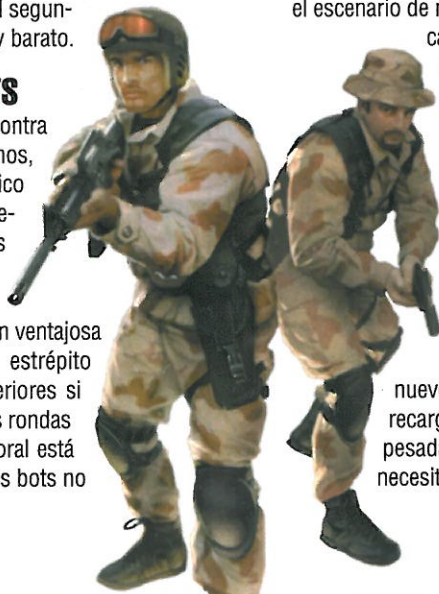 l segun-
y barato.
ontra
nos,
ico
e-
s
n ventajosa
estrépito
eriores si
s rondas
oral está
s bots no
el escenario de
ca
nuev
recarg
pesad
necesit